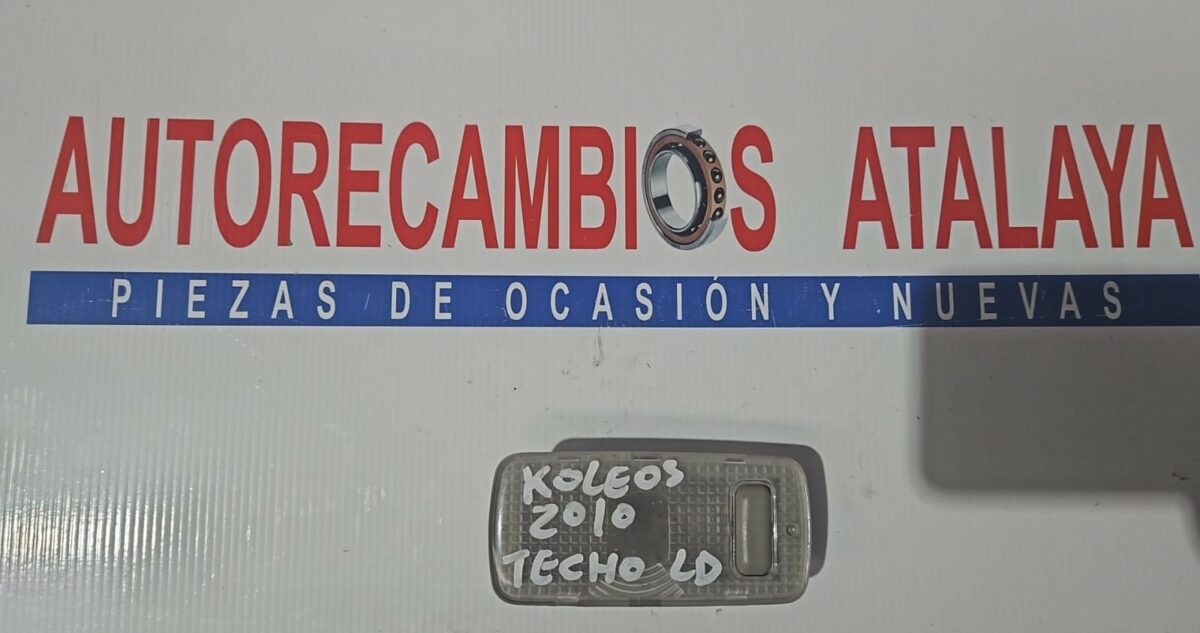 AUTORECAMBIOS ATALAYA
PIEZAS DE OCASIÓN Y NUEVAS
KOLEOS
2010
TECHO LD